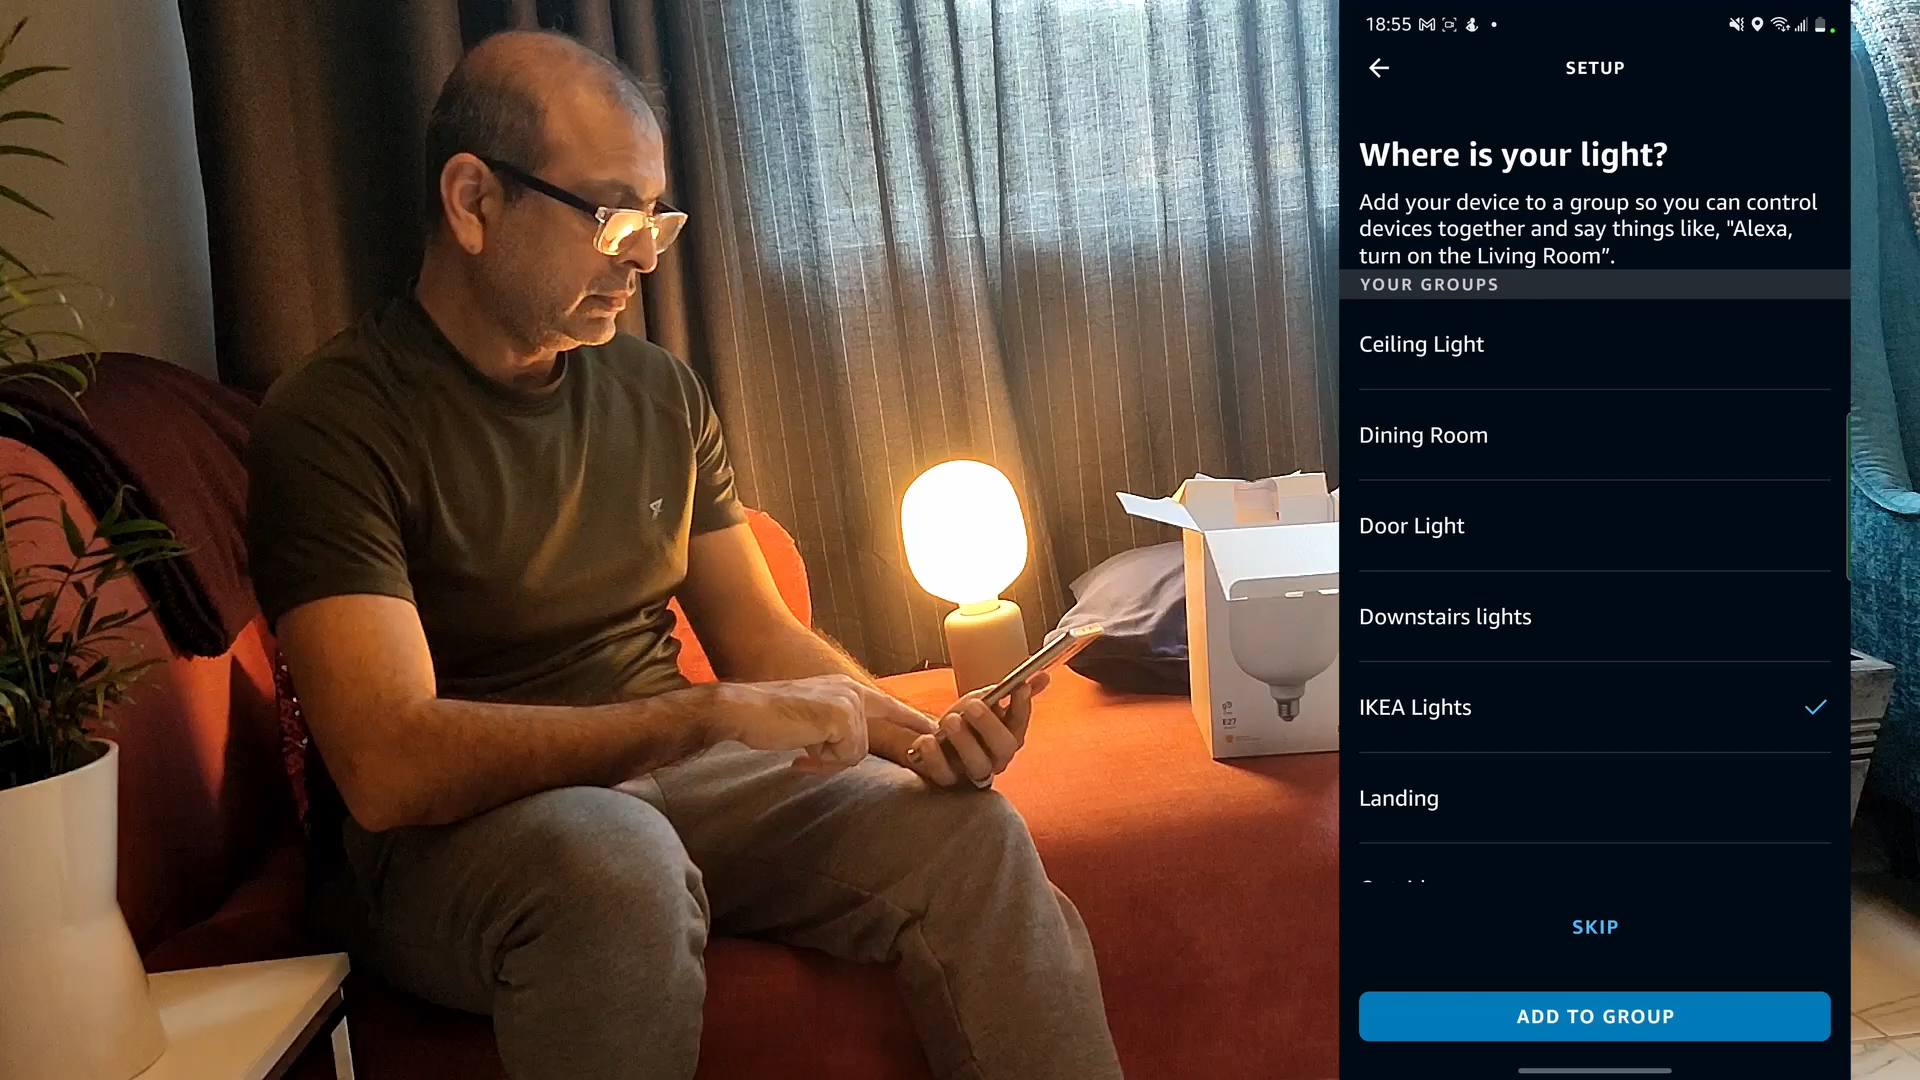 18:55
SETUP
Where is your light?
Add your device to a group so you can control
devices together and say things like, "Alexa,
turn on the Living Room”.
YOUR GROUPS
Ceiling Light
Dining Room
Door Light
Downstairs lights
IKEA Lights
Landing
SKIP
ADD TO GROUP
E27